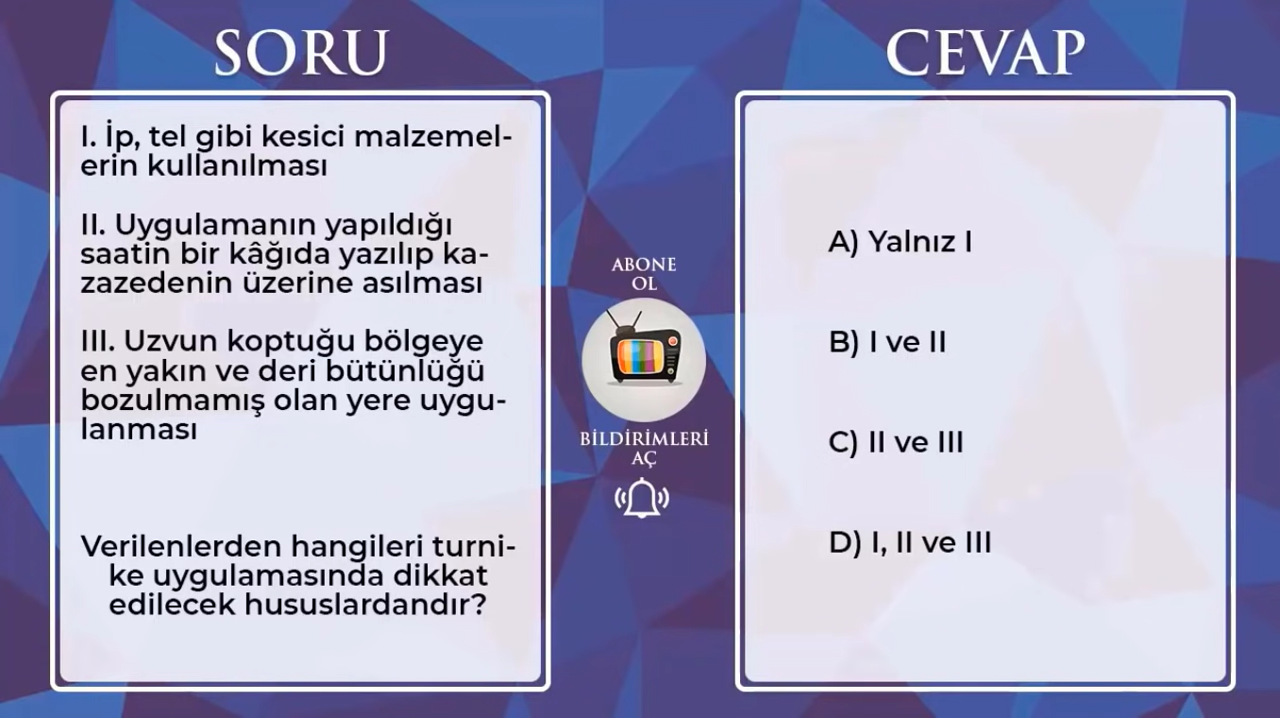 SORU
I. İp, tel gibi kesici malzemel-
erin kullanılması
II. Uygulamanın yapıldığı
saatin bir kâğıda yazılıp ka-
zazedenin üzerine asılması
III. Uzvun koptuğu bölgeye
en yakın ve deri bütünlüğü
bozulmamış olan yere uygu-
lanması
Verilenlerden hangileri turni-
ke uygulamasında dikkat
edilecek hususlardandır?
ABONE
OL
BİLDİRİMLERİ
AÇ
CEVAP
A) Yalnız I
B) I ve II
C) II ve III
D) I, II ve III